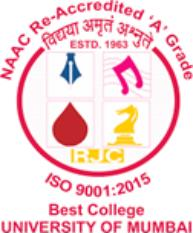 NAAC Re-Accredited 'A' Grade
विद्यया अमृतं अश्नुते
ESTD. 1963
RJC
ISO 9001:2015
Best College
UNIVERSITY OF MUMBAI